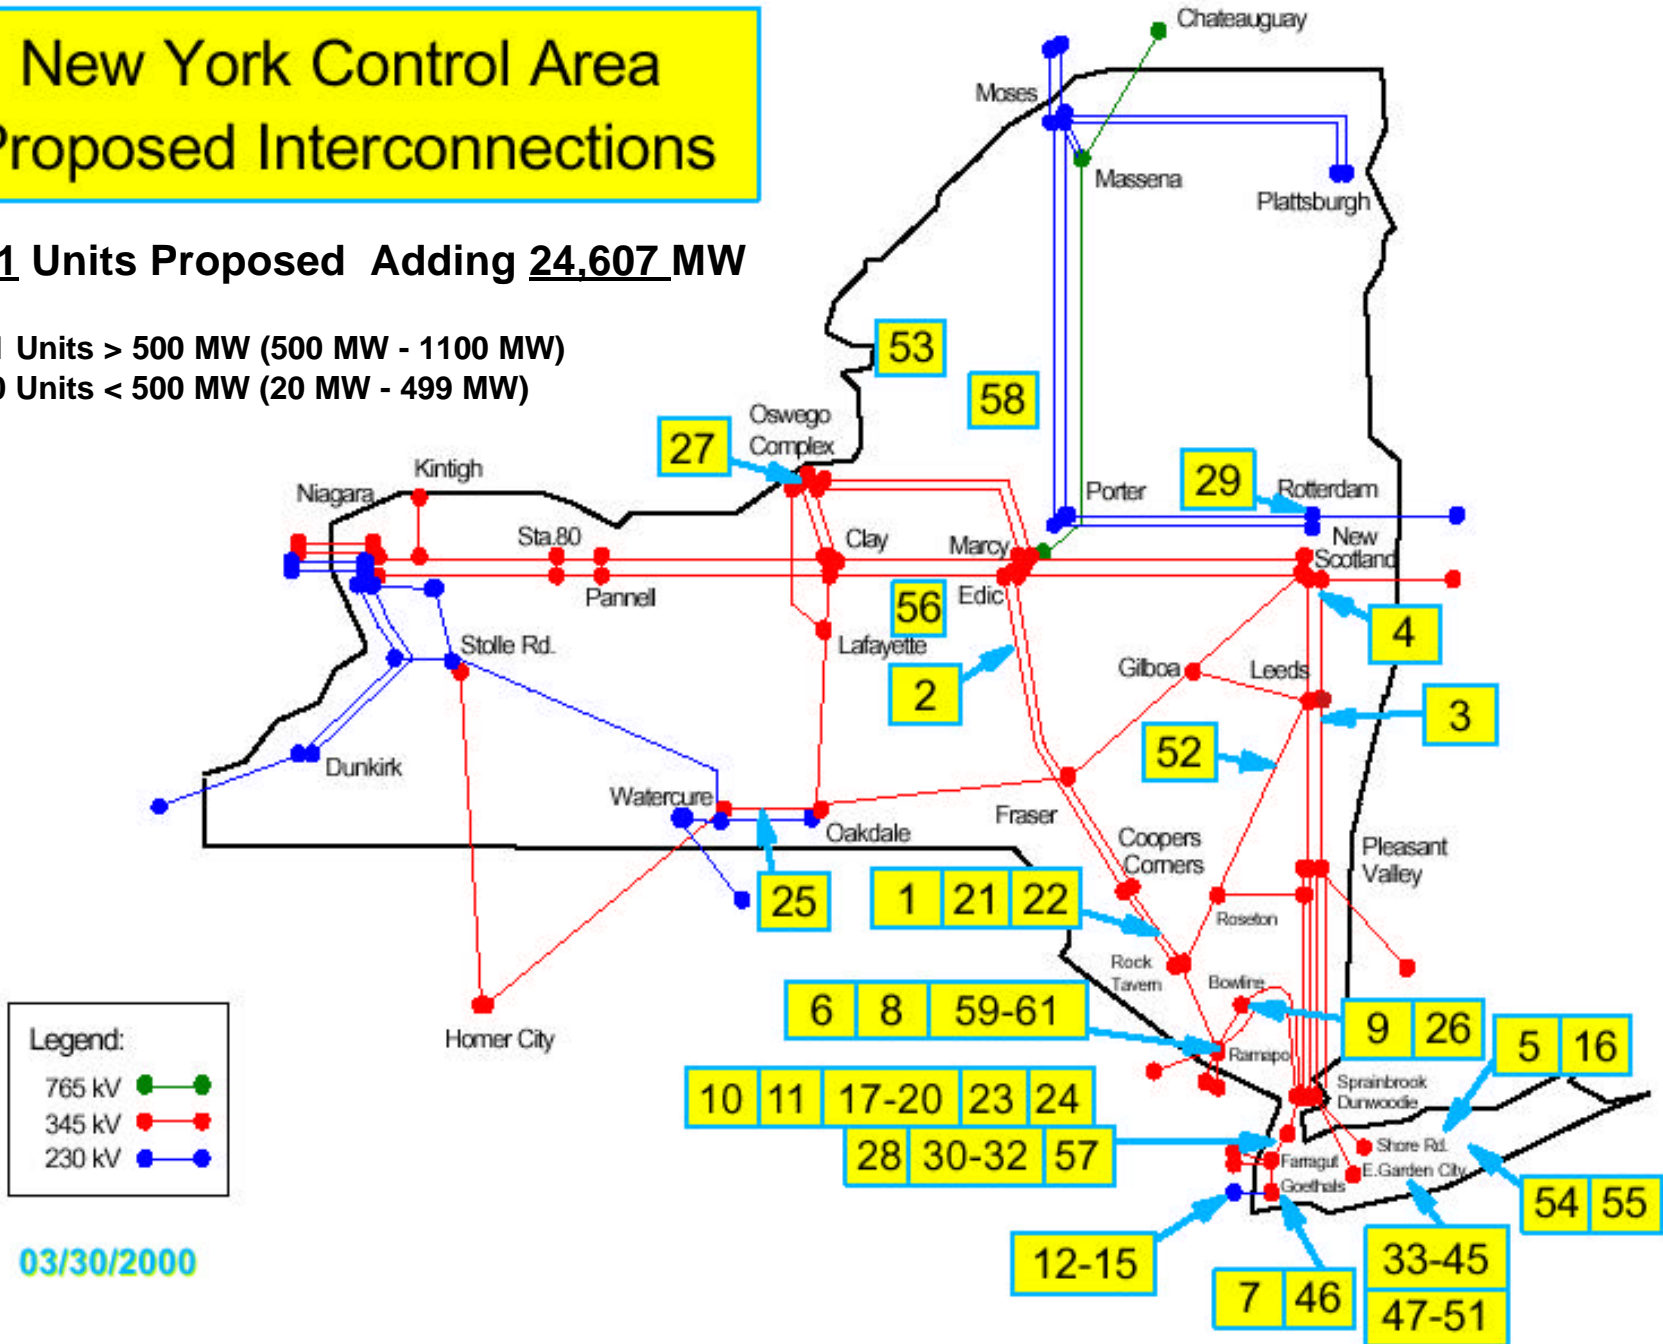 New York Control Area
Proposed Interconnections
1 Units Proposed Adding 24,607 MW
Units > 500 MW (500 MW - 1100 MW)
0 Units < 500 MW (20 MW - 499 MW)
Chateauguay
Moses
Massena
Plattsburgh
53
58
Oswego
Complex
27
Kintigh
Niagara
Sta.80
Pannell
Clay
Marcy
Porter
29
Rotterdam
New
Scotland
Edic
56
4
Stolle Rd.
Lafayette
2
Gilboa
Leeds
3
52
Dunkirk
Watercure
Oakdale
Fraser
Coopers
Corners
Pleasant
Valley
25
1 21 22
Roseton
Rock
Tavern
Bowline
6 8 59-61
9 26
5 16
Ramapo
Homer City
Legend:
765 kV
345 kV
230 kV
10 11 17-20 23 24
28 30-32 57
Sprainbrook
Dunwoodie
Shore Rd.
Farragut
E.Garden City
Goethals
54 55
12-15
7 46
33-45
47-51
03/30/2000